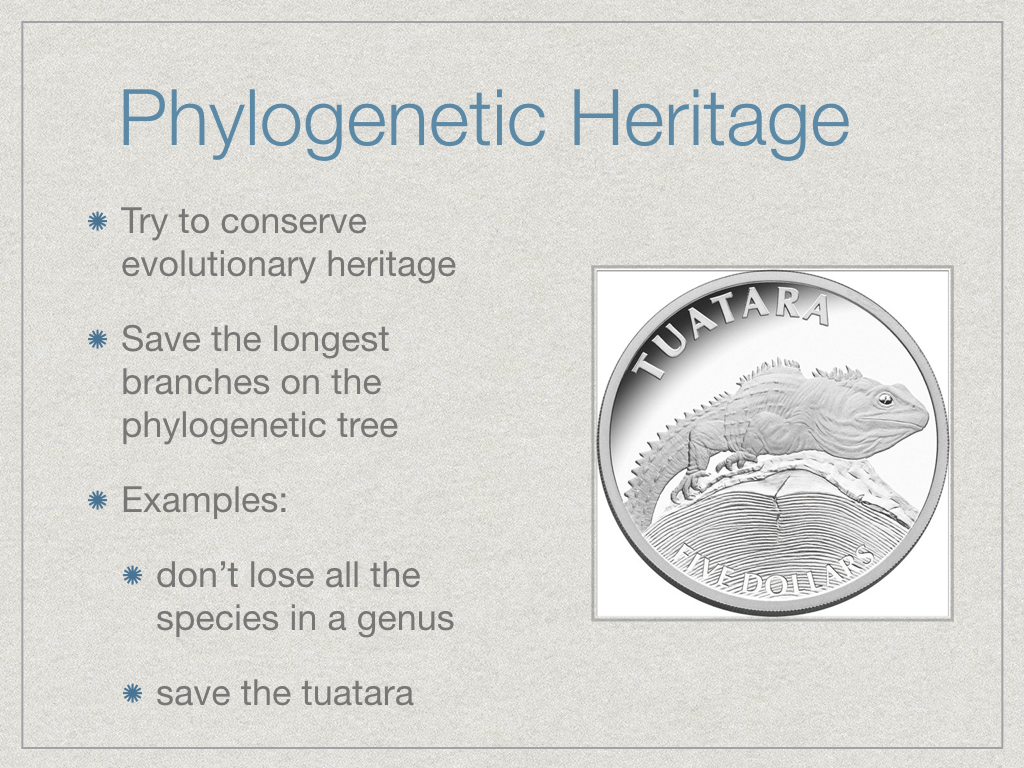 Phylogenetic Heritage
Try to conserve
evolutionary heritage
Save the longest
branches on the
phylogenetic tree
Examples:
don’t lose all the
species in a genus
save the tuatara
TUATARA
FIVE DOLLARS